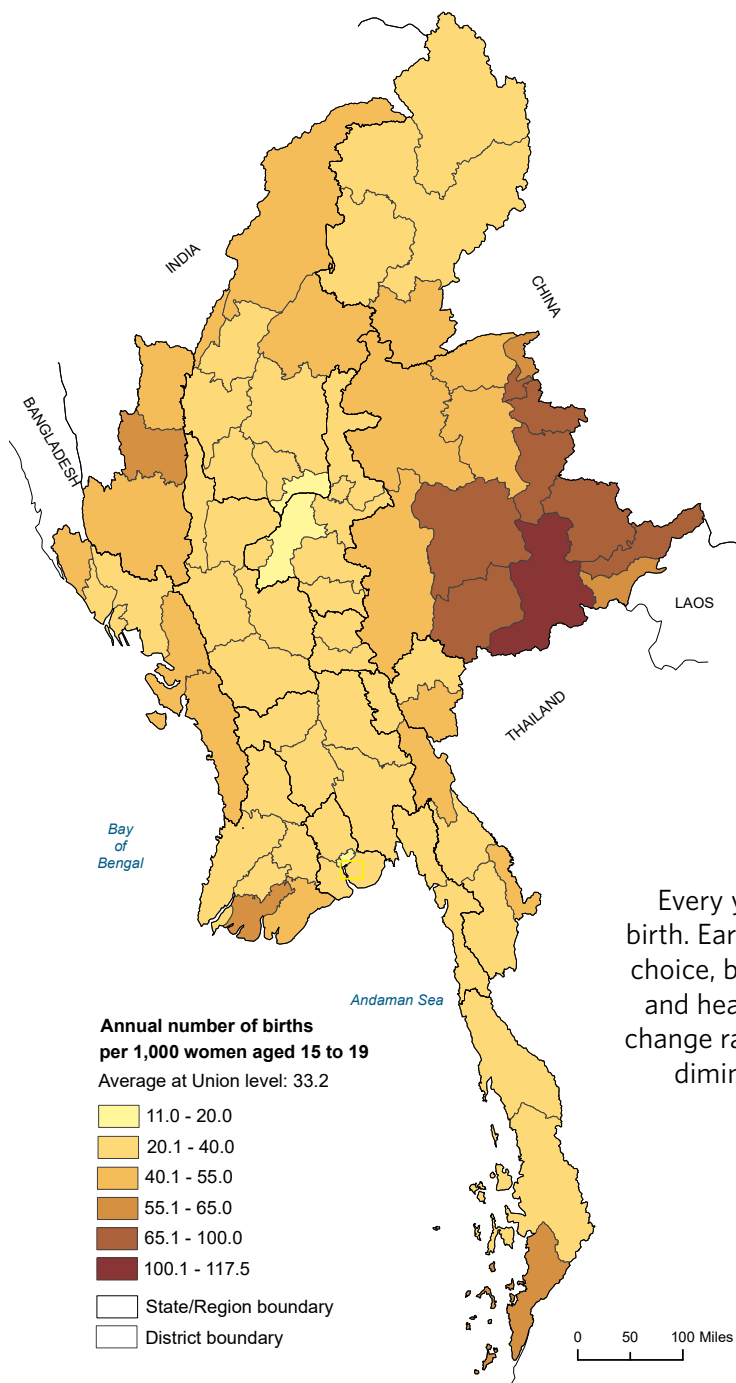 INDIA
CHINA
BANGLADESH
LAOS
THAILAND
Bay
of
Bengal
Every y
birth. Ear
choice, b
and hea
change ra
dimin
Andaman Sea
Annual number of births
per 1,000 women aged 15 to 19
Average at Union level: 33.2
11.0 - 20.0
20.1 - 40.0
40.1 - 55.0
55.1 - 65.0
65.1 - 100.0
100.1 - 117.5
State/Region boundary
District boundary
0 50 100 Miles